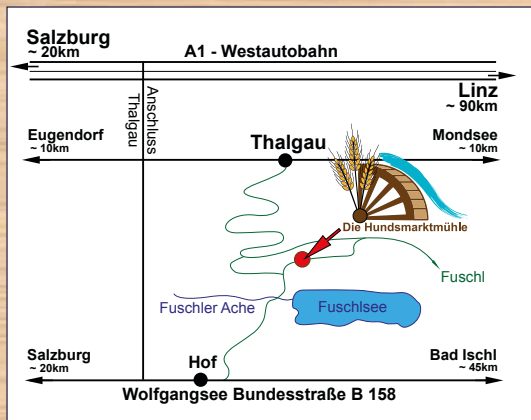 Salzburg
~ 20km
A1 - Westautobahn
Linz
~ 90km
Anschluss
Thalgau
Eugendorf
~ 10km
Thalgau
Mondsee
~ 10km
Die Hundsmarktmühle
Fuschl
Fuschler Ache
Fuschlsee
Salzburg
~ 20km
Hof
Bad Ischl
~ 45km
Wolfgangsee Bundesstraße B 158